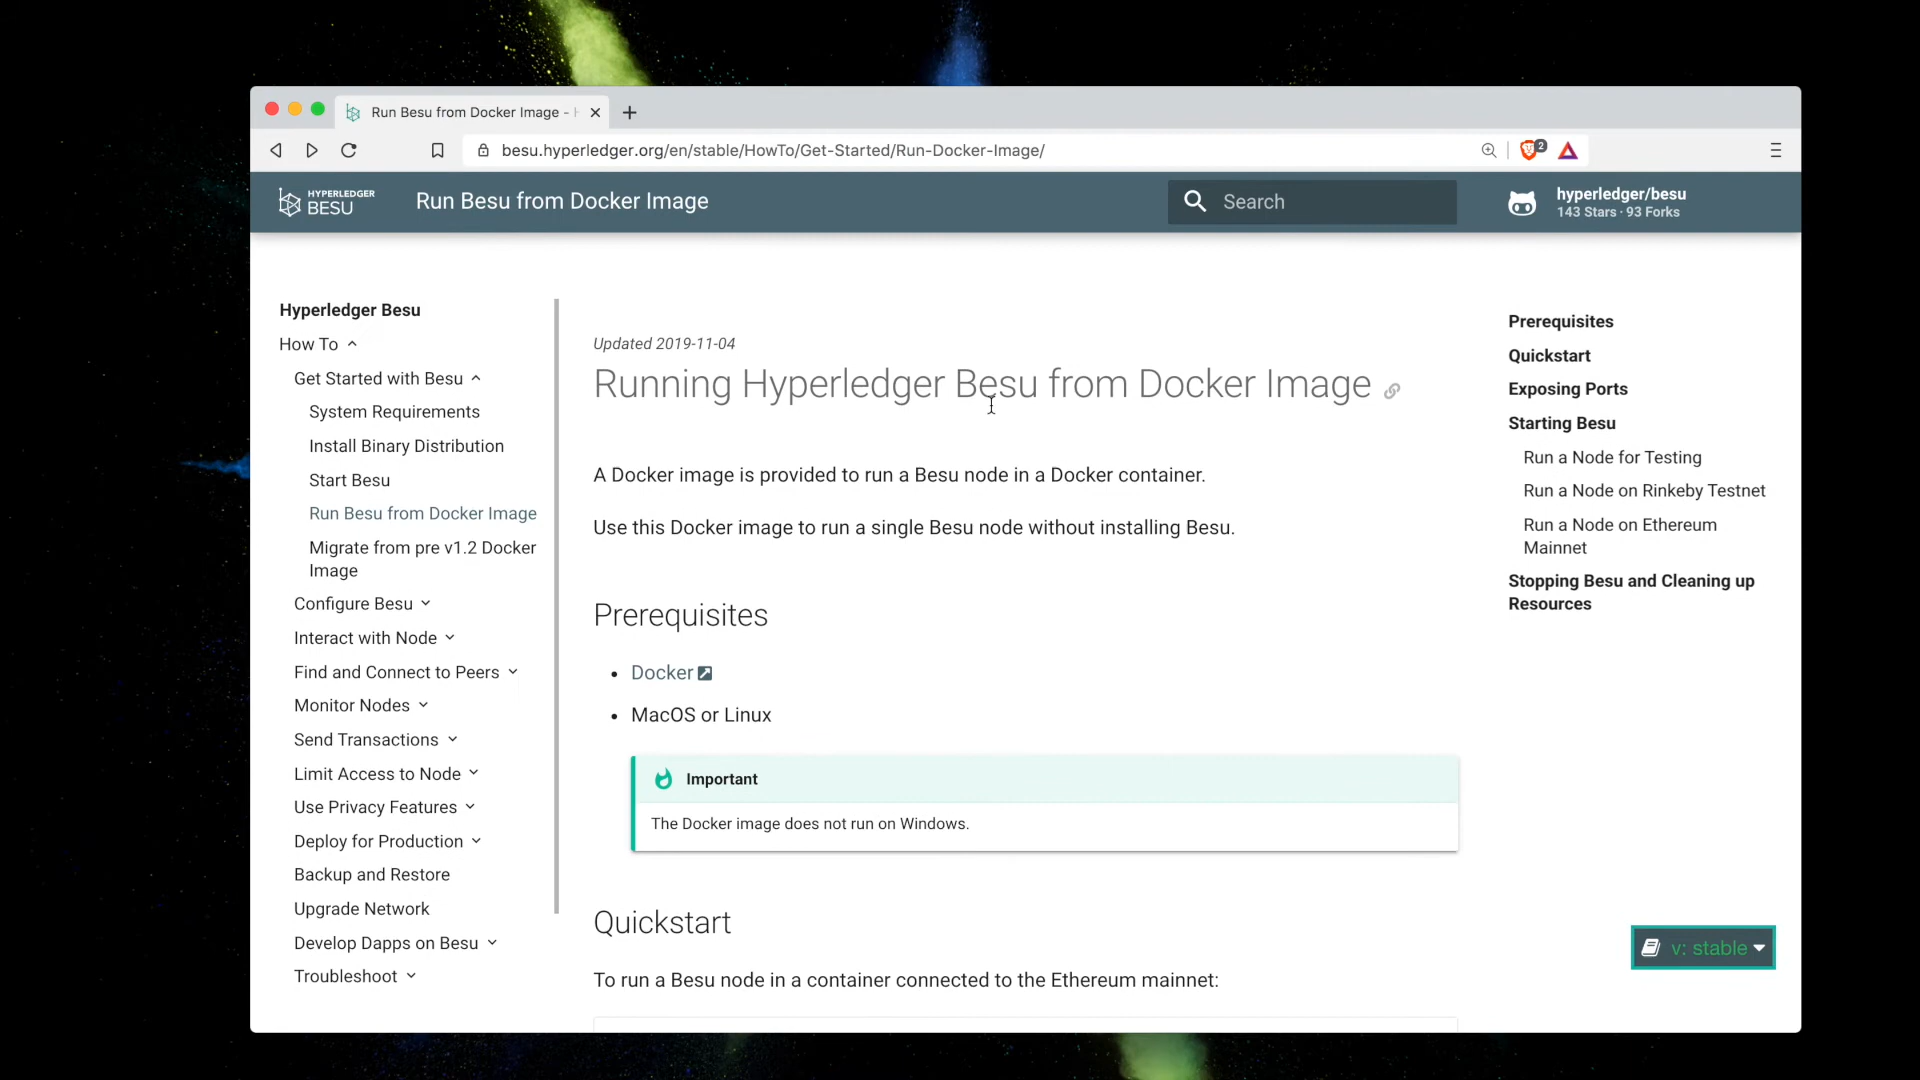 Run Besu from Docker Image -
besu.hyperledger.org/en/stable/HowTo/Get-Started/Run-Docker-Image/
2
HYPERLEDGER
BESU
Run Besu from Docker Image
Search
hyperledger/besu
143 Stars · 93 Forks
Hyperledger Besu
How To
Get Started with Besu
System Requirements
Install Binary Distribution
Start Besu
Run Besu from Docker Image
Migrate from pre v1.2 Docker
Image
Configure Besu
Interact with Node
Find and Connect to Peers
Monitor Nodes
Send Transactions
Limit Access to Node
Use Privacy Features
Deploy for Production
Backup and Restore
Upgrade Network
Develop Dapps on Besu
Troubleshoot
Updated 2019-11-04
Running Hyperledger Besu from Docker Image
A Docker image is provided to run a Besu node in a Docker container.
Use this Docker image to run a single Besu node without installing Besu.
Prerequisites
• Docker
• MacOS or Linux
Important
The Docker image does not run on Windows.
Quickstart
To run a Besu node in a container connected to the Ethereum mainnet:
Prerequisites
Quickstart
Exposing Ports
Starting Besu
Run a Node for Testing
Run a Node on Rinkeby Testnet
Run a Node on Ethereum
Mainnet
Stopping Besu and Cleaning up
Resources
v: stable